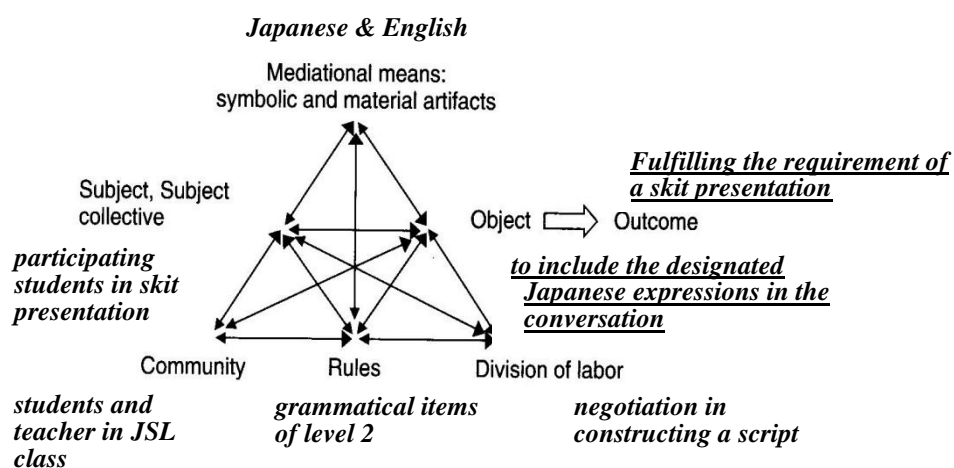 Japanese & English
Mediational means:
symbolic and material artifacts
Fulfilling the requirement of
a skit presentation
Subject, Subject
collective
Object
Outcome
participating
students in skit
presentation
to include the designated
Japanese expressions in the
conversation
Community
Rules
Division of labor
students and
teacher in JSL
class
grammatical items
of level 2
negotiation in
constructing a script